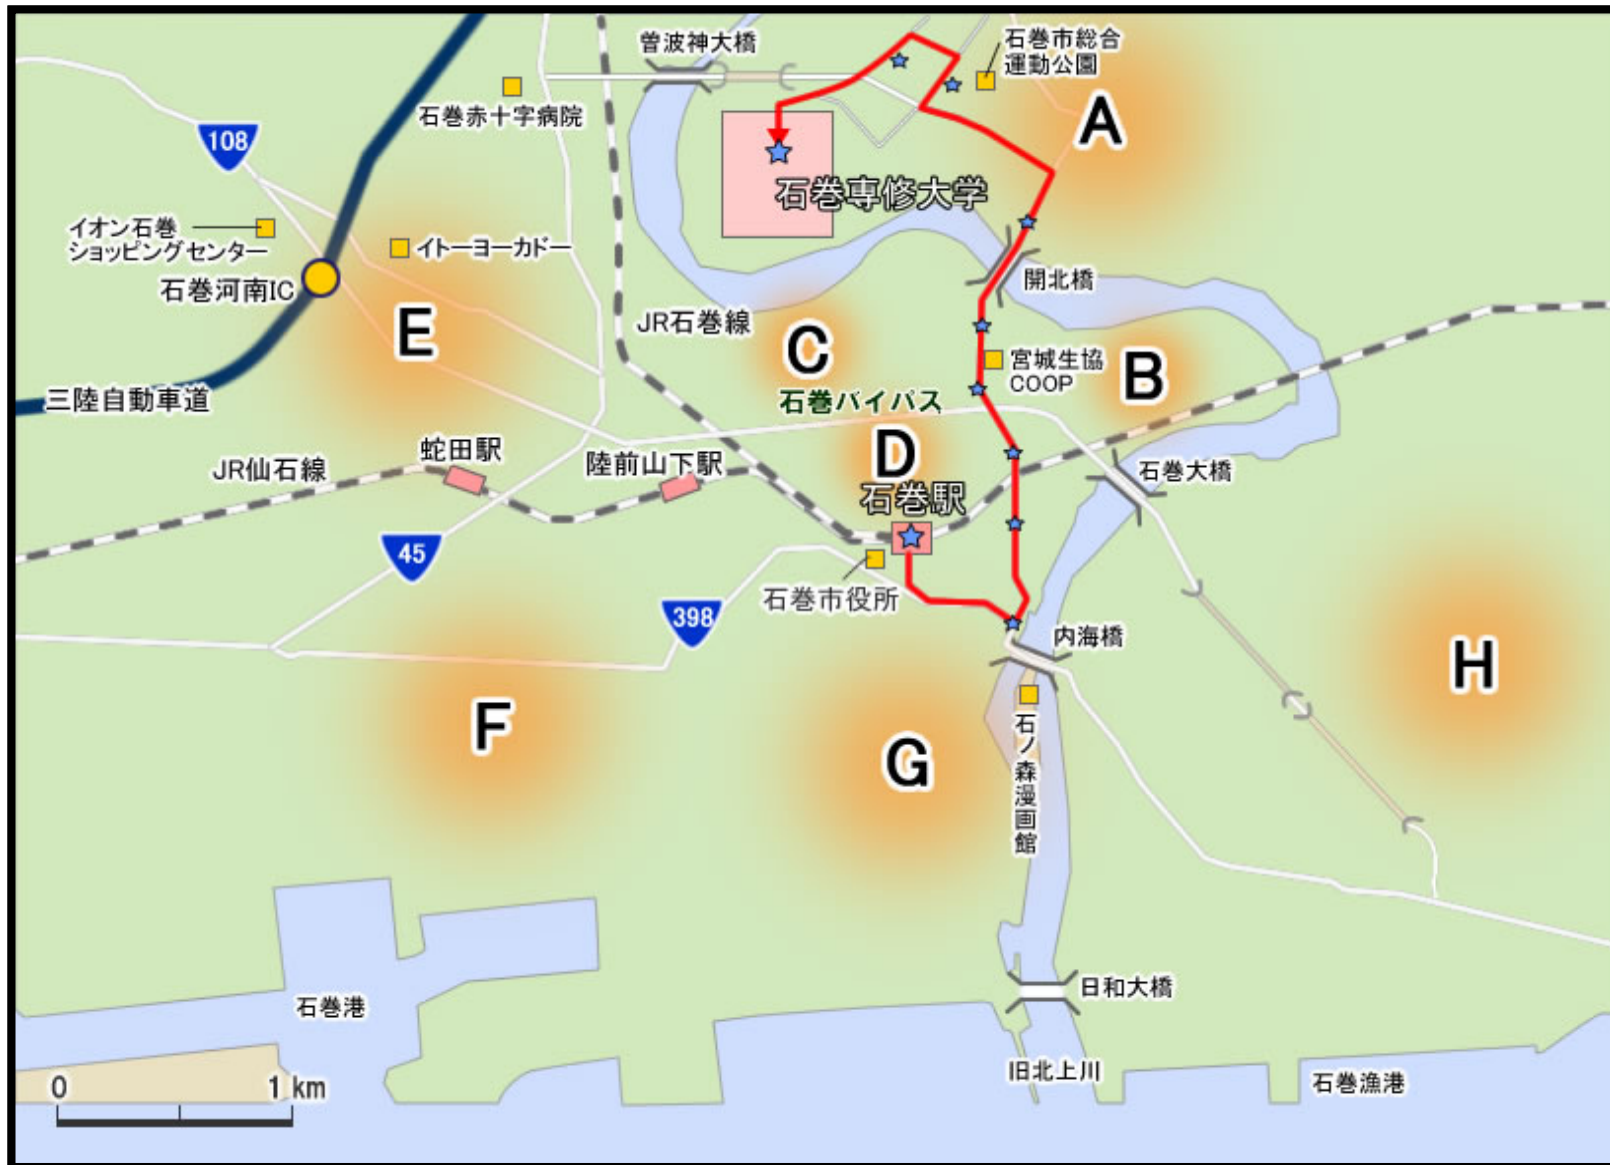 曽波神大橋
石巻市総合
運動公園
石巻赤十字病院
A
108
石巻専修大学
イオン石巻
ショッピングセンター
イトーヨーカドー
石巻河南IC
開北橋
E
JR石巻線
C
宮城生協
COOP
B
三陸自動車道
石巻バイパス
蛇田駅
JR仙石線
陸前山下駅
D
石巻駅
石巻大橋
45
石巻市役所
398
内海橋
H
F
G
石ノ森漫画館
石巻港
日和大橋
旧北上川
石巻漁港
0
1 km